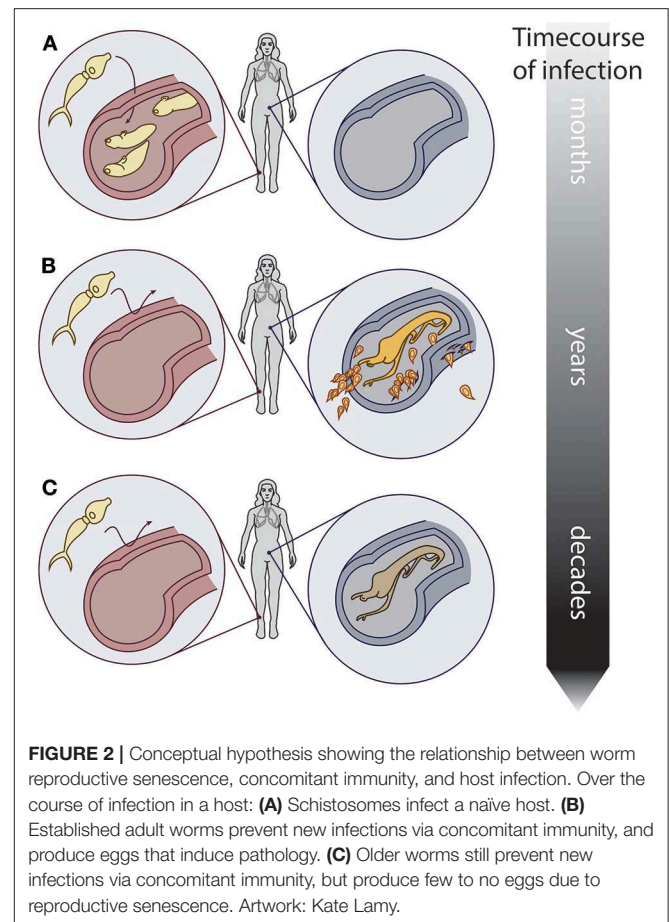 A
Timecourse
of infection
months
B
years
C
decades
FIGURE 2 | Conceptual hypothesis showing the relationship between worm
reproductive senescence, concomitant immunity, and host infection. Over the
course of infection in a host: (A) Schistosomes infect a naïve host. (B)
Established adult worms prevent new infections via concomitant immunity, and
produce eggs that induce pathology. (C) Older worms still prevent new
infections via concomitant immunity, but produce few to no eggs due to
reproductive senescence. Artwork: Kate Lamy.